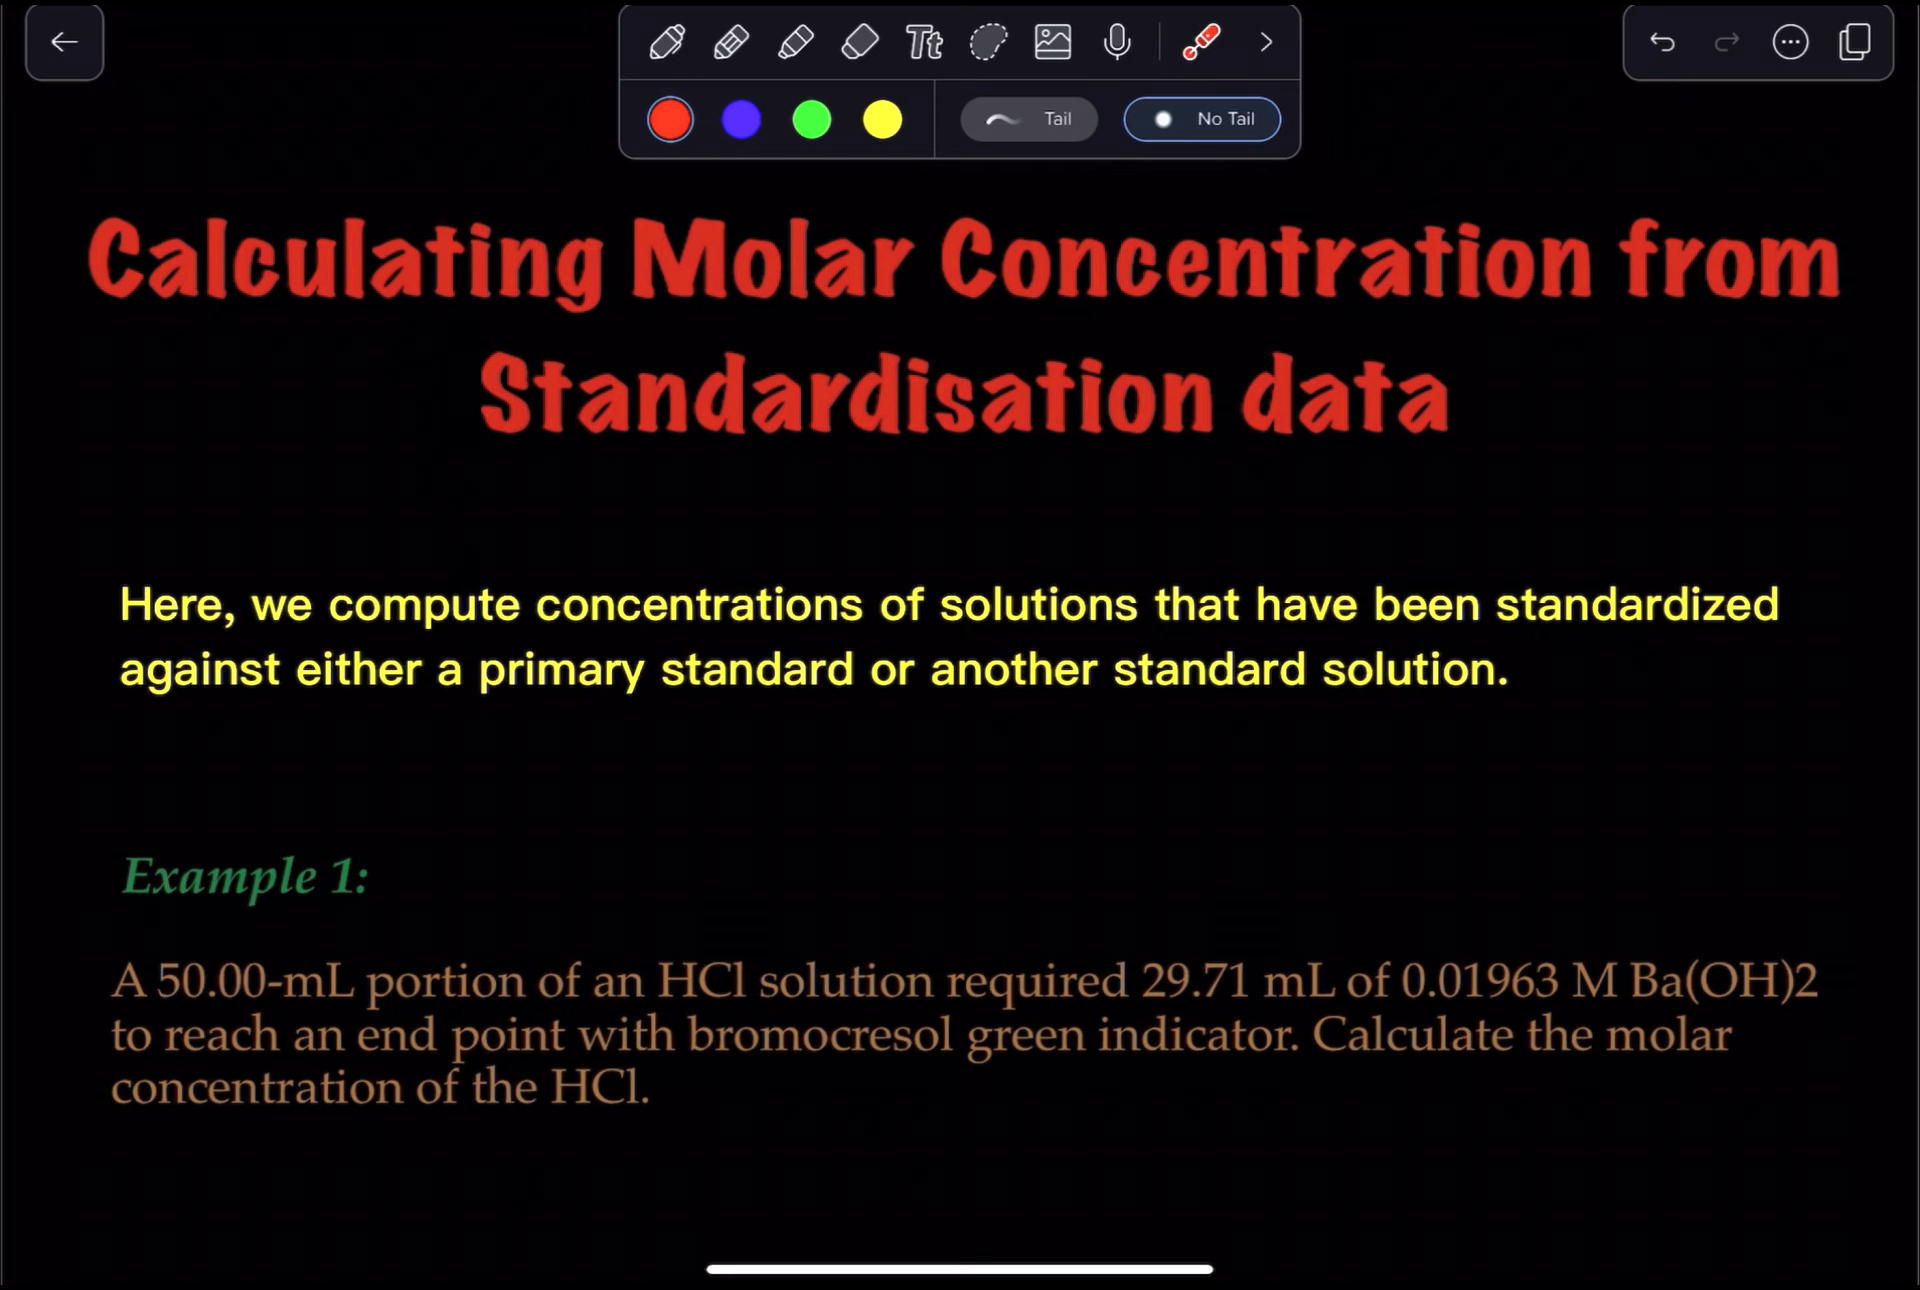 Tt
Tail
No Tail
Calculating Molar Concentration from
Standardisation data
Here, we compute concentrations of solutions that have been standardized
against either a primary standard or another standard solution.
Example 1:
A 50.00-mL portion of an HCl solution required 29.71 mL of 0.01963 M Ba(OH)2
to reach an end point with bromocresol green indicator. Calculate the molar
concentration of the HCl.